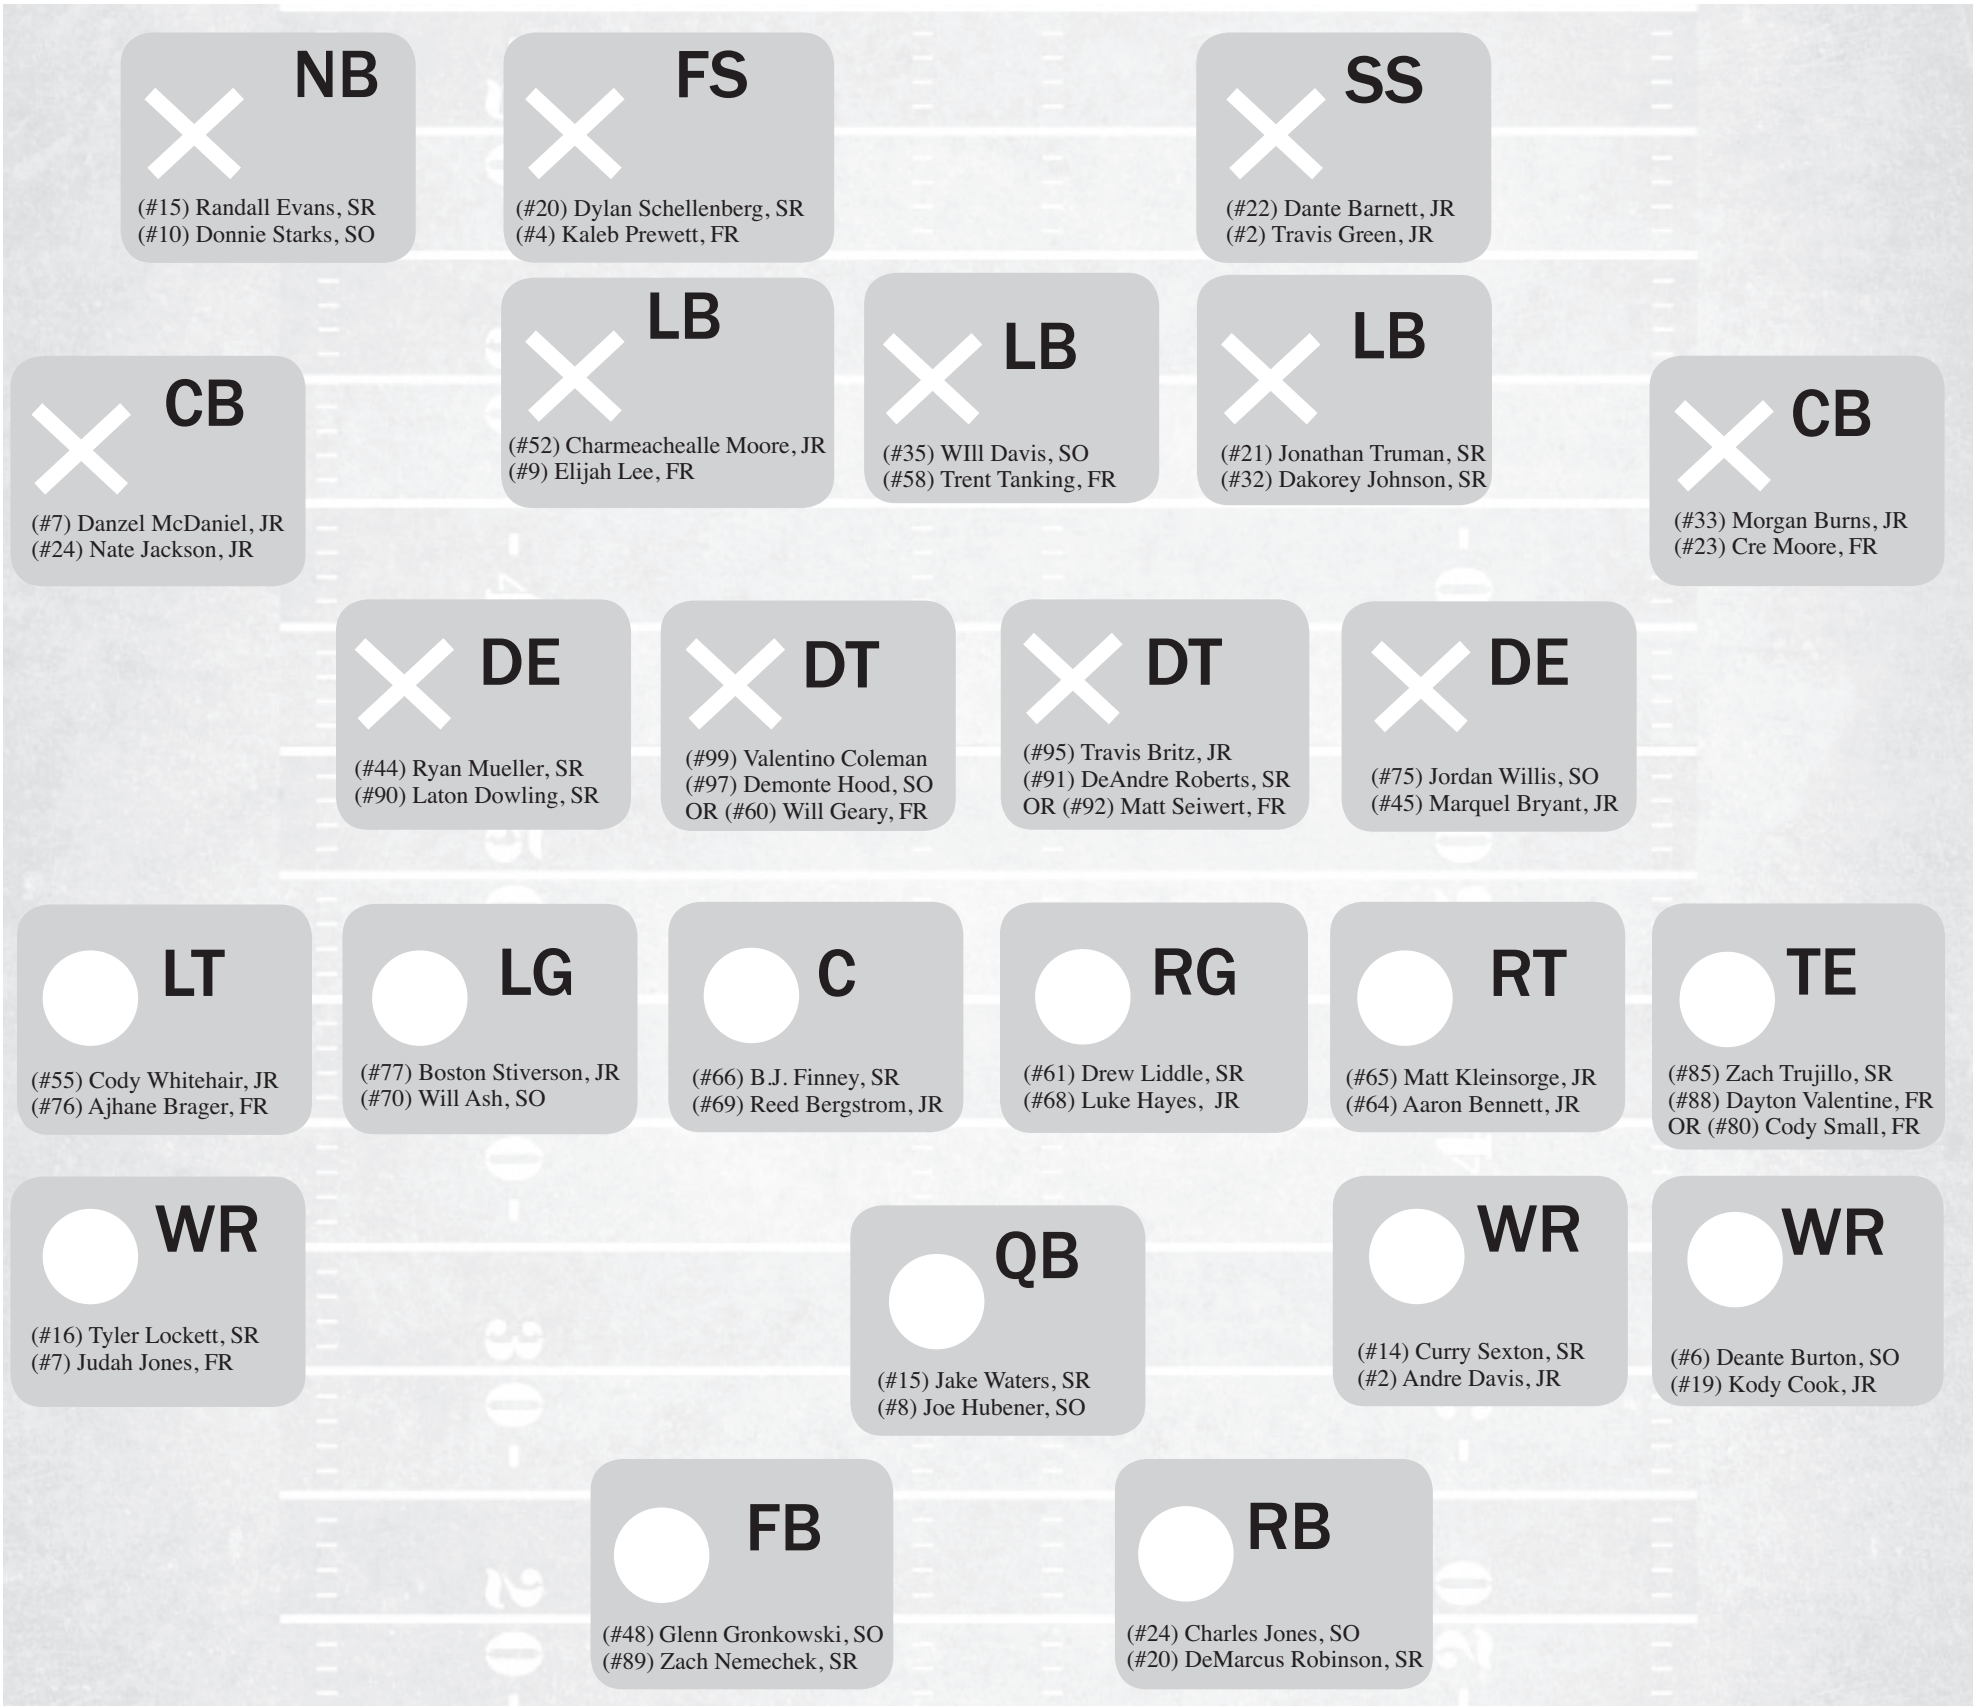 NB
(#15) Randall Evans, SR
(#10) Donnie Starks, SO
FS
(#20) Dylan Schellenberg, SR
(#4) Kaleb Prewett, FR
SS
(#22) Dante Barnett, JR
(#2) Travis Green, JR
LB
(#52) Charmeachealle Moore, JR
(#9) Elijah Lee, FR
LB
(#35) WIll Davis, SO
(#58) Trent Tanking, FR
LB
(#21) Jonathan Truman, SR
(#32) Dakorey Johnson, SR
CB
(#7) Danzel McDaniel, JR
(#24) Nate Jackson, JR
CB
(#33) Morgan Burns, JR
(#23) Cre Moore, FR
DE
(#44) Ryan Mueller, SR
(#90) Laton Dowling, SR
DT
(#99) Valentino Coleman
(#97) Demonte Hood, SO
OR (#60) Will Geary, FR
DT
(#95) Travis Britz, JR
(#91) DeAndre Roberts, SR
OR (#92) Matt Seiwert, FR
DE
(#75) Jordan Willis, SO
(#45) Marquel Bryant, JR
LT
(#55) Cody Whitehair, JR
(#76) Ajhane Brager, FR
LG
(#77) Boston Stiverson, JR
(#70) Will Ash, SO
C
(#66) B.J. Finney, SR
(#69) Reed Bergstrom, JR
RG
(#61) Drew Liddle, SR
(#68) Luke Hayes, JR
RT
(#65) Matt Kleinsorge, JR
(#64) Aaron Bennett, JR
TE
(#85) Zach Trujillo, SR
(#88) Dayton Valentine, FR
OR (#80) Cody Small, FR
WR
(#16) Tyler Lockett, SR
(#7) Judah Jones, FR
QB
(#15) Jake Waters, SR
(#8) Joe Hubener, SO
WR
(#14) Curry Sexton, SR
(#2) Andre Davis, JR
WR
(#6) Deante Burton, SO
(#19) Kody Cook, JR
FB
(#48) Glenn Gronkowski, SO
(#89) Zach Nemechek, SR
RB
(#24) Charles Jones, SO
(#20) DeMarcus Robinson, SR